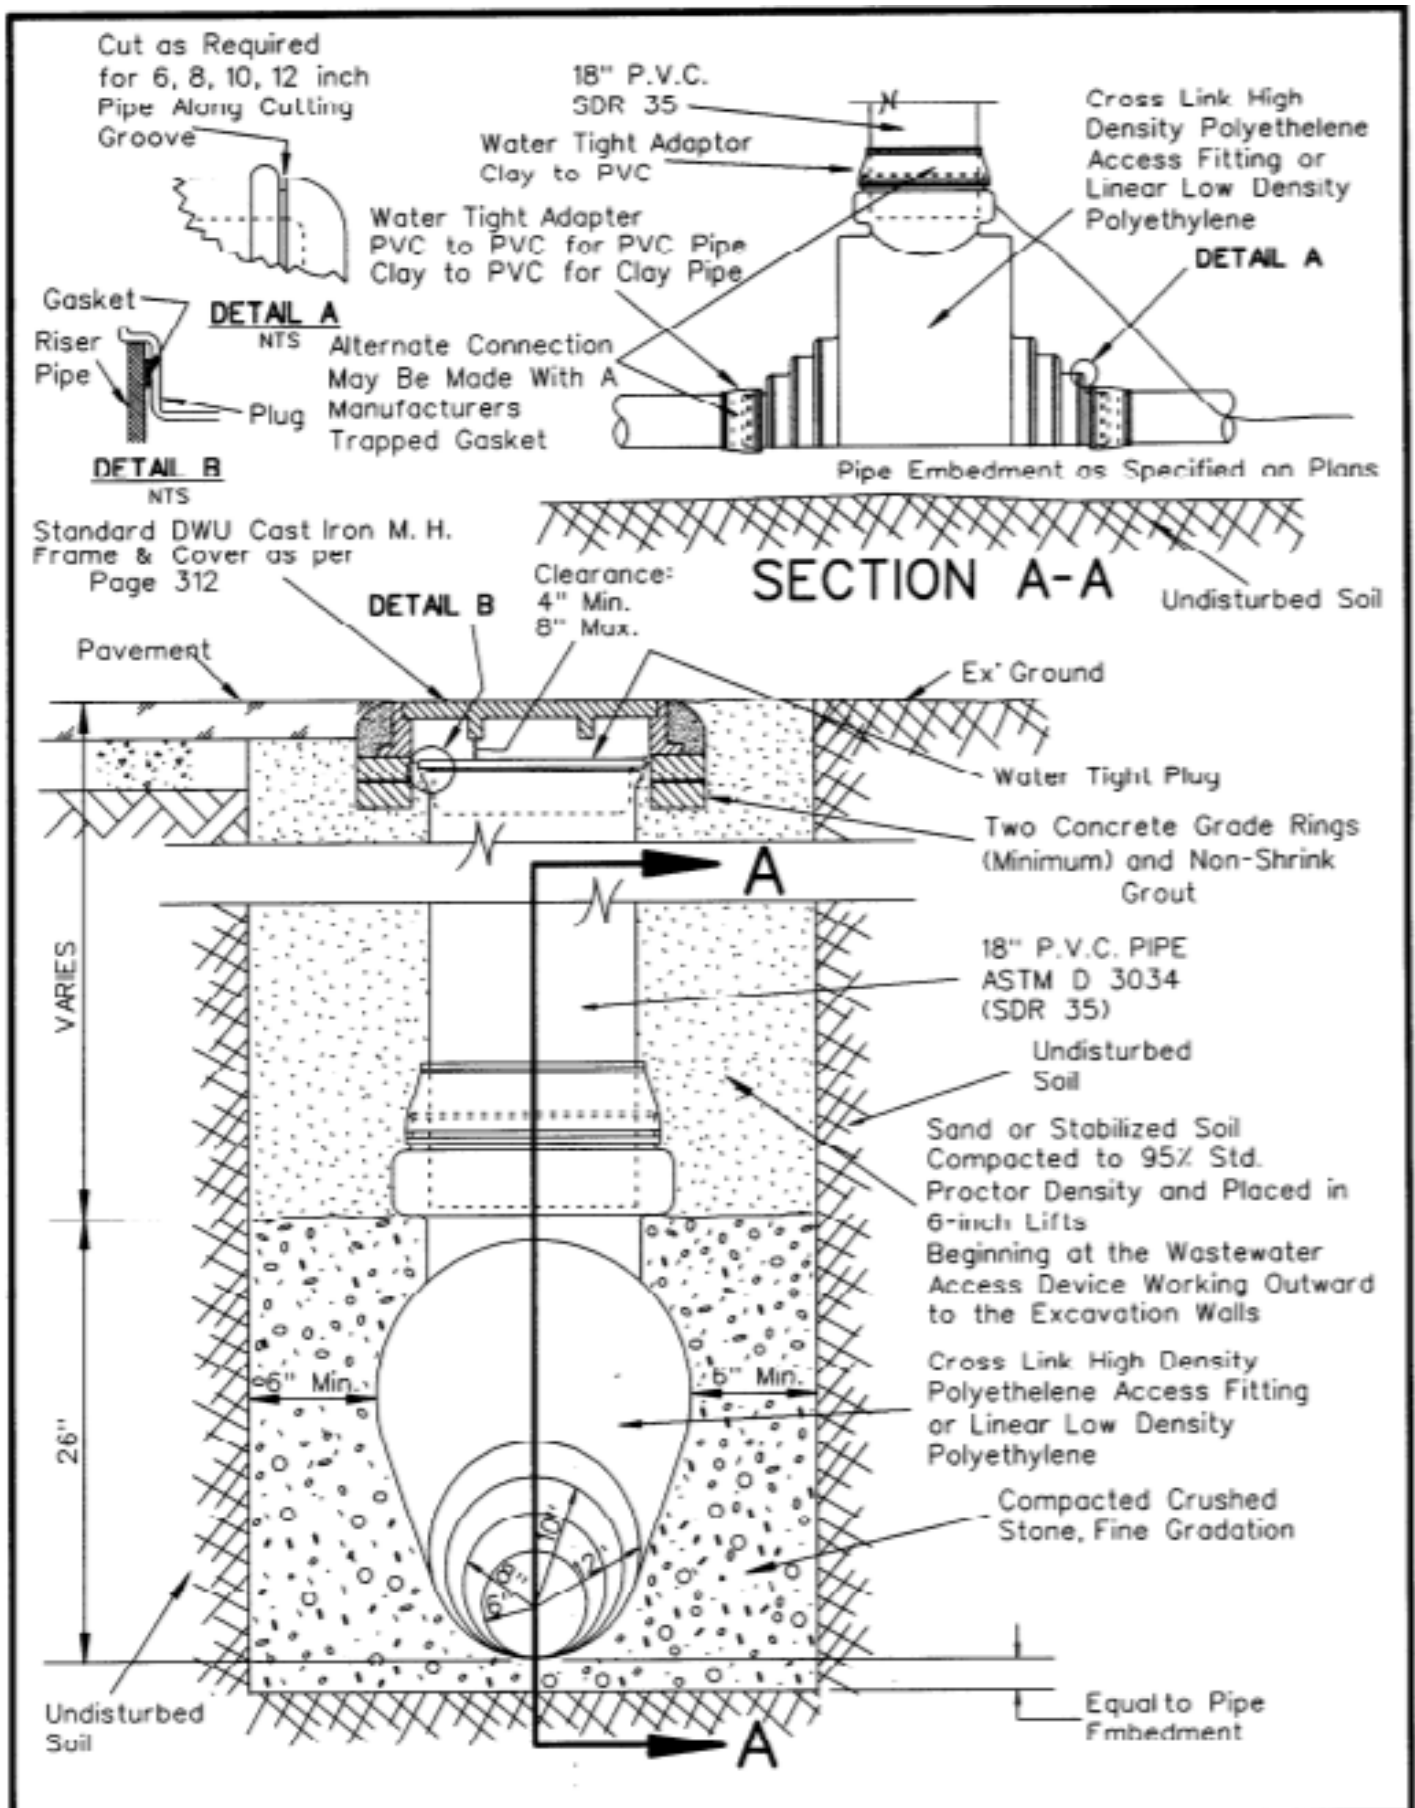 Cut as Required
for 6, 8, 10, 12 inch
Pipe Along Cutting
Groove
18" P.V.C.
SDR 35
Water Tight Adaptor
Clay to PVC
Cross Link High
Density Polyethelene
Access Fitting or
Linear Low Density
Polyethylene
DETAIL A
Water Tight Adapter
PVC to PVC for PVC Pipe
Clay to PVC for Clay Pipe
DETAIL A
NTS
Gasket
Riser
Pipe
Plug
DETAIL B
NTS
Alternate Connection
May Be Made With A
Manufacturers
Trapped Gasket
Pipe Embedment as Specified on Plans
SECTION A-A
Undisturbed Soil
Standard DWU Cast Iron M. H.
Frame & Cover as per
Page 312
DETAIL B
Clearance:
4" Min.
8" Max.
Pavement
Ex' Ground
Water Tight Plug
Two Concrete Grade Rings
(Minimum) and Non-Shrink
Grout
A
18" P.V.C. PIPE
ASTM D 3034
(SDR 35)
VARIES
Undisturbed
Soil
Sand or Stabilized Soil
Compacted to 95% Std.
Proctor Density and Placed in
6-inch Lifts
Beginning at the Wastewater
Access Device Working Outward
to the Excavation Walls
Cross Link High Density
Polyethelene Access Fitting
or Linear Low Density
Polyethylene
6" Min.
6" Min.
26"
Compacted Crushed
Stone, Fine Gradation
10"
8"
6"
Undisturbed
Soil
Equal to Pipe
Embedment
A